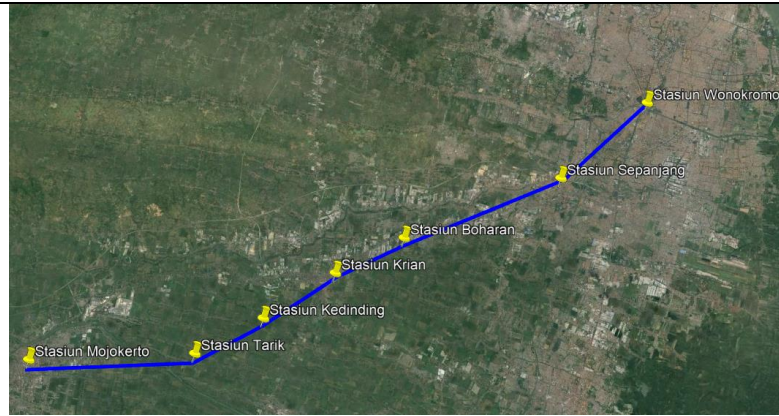 Stasiun Wonokromo
Stasiun Sepanjang
Stasiun Boharan
Stasiun Krian
Stasiun Kedinding
Stasiun Tarik
Stasiun Mojokerto